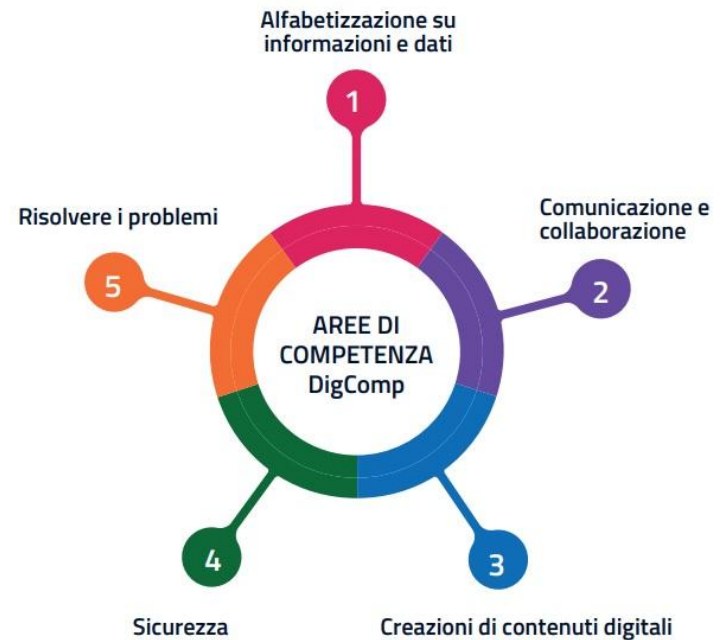 Alfabetizzazione su
informazioni e dati
1
Comunicazione e
collaborazione
2
Creazioni di contenuti digitali
3
Sicurezza
4
Risolvere i problemi
5
AREE DI
COMPETENZA
DigComp